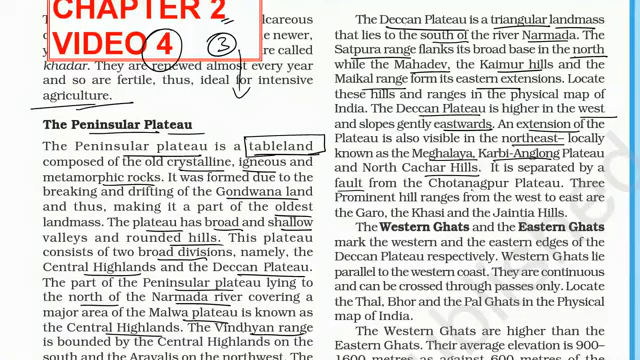 CHAPTER 2
VIDEO 4
3
lcareous
e newer,
are called
khadar. They are renewed almost every year
and so are fertile, thus, ideal for intensive
agriculture.
The Peninsular Plateau
The Peninsular plateau is a tableland
composed of the old crystalline, igneous and
metamorphic rocks. It was formed due to the
breaking and drifting of the Gondwana land
and thus, making it a part of the oldest
landmass. The plateau has broad and shallow
valleys and rounded hills. This plateau
consists of two broad divisions, namely, the
Central Highlands and the Deccan Plateau.
The part of the Peninsular plateau lying to
the north of the Narmada river covering a
major area of the Malwa plateau is known as
the Central Highlands. The Vindhyan range
is bounded by the Central Highlands on the
south and the Aravalis on the northwest. The
The Deccan Plateau is a triangular landmass
that lies to the south of the river Narmada. The
Satpura range flanks its broad base in the north
while the Mahadev, the Kaimur hills and the
Maikal range form its eastern extensions. Locate
these hills and ranges in the physical map of
India. The Deccan Plateau is higher in the west
and slopes gently eastwards. An extension of the
Plateau is also visible in the northeast– locally
known as the Meghalaya, Karbi-Anglong Plateau
and North Cachar Hills. It is separated by a
fault from the Chotanagpur Plateau. Three
Prominent hill ranges from the west to east are
the Garo, the Khasi and the Jaintia Hills.
The Western Ghats and the Eastern Ghats
mark the western and the eastern edges of the
Deccan Plateau respectively. Western Ghats lie
parallel to the western coast. They are continuous
and can be crossed through passes only. Locate
the Thal, Bhor and the Pal Ghats in the Physical
map of India.
The Western Ghats are higher than the
Eastern Ghats. Their average elevation is 900–
1600 metres as against 600 metres of the